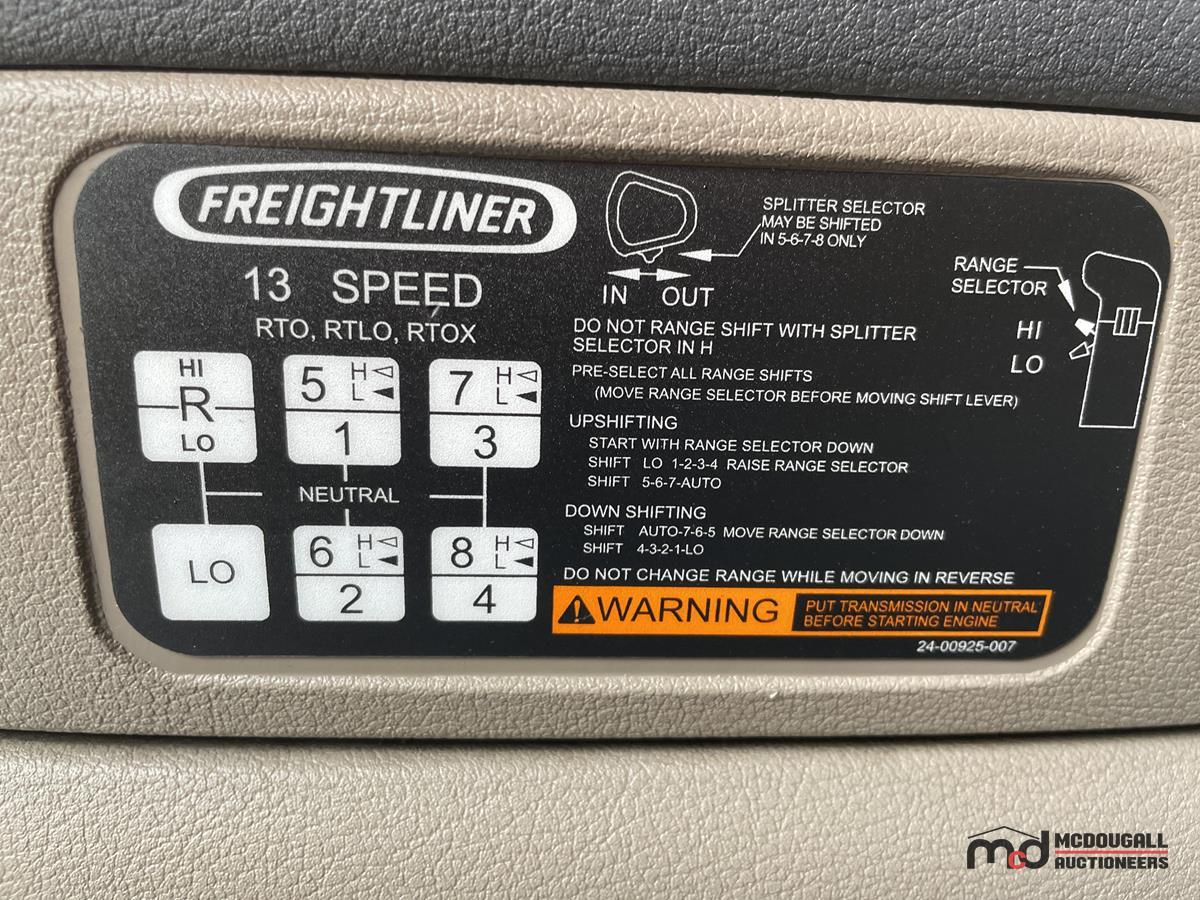 FREIGHTLINER
13 SPEED
RTO, RTLO, RTOX
HI
R
LO
5 H L
1
7 H L
3
NEUTRAL
LO
6 H L
2
8 H L
4
IN OUT
SPLITTER SELECTOR
MAY BE SHIFTED
IN 5-6-7-8 ONLY
RANGE
SELECTOR
HI
LO
DO NOT RANGE SHIFT WITH SPLITTER
SELECTOR IN H
PRE-SELECT ALL RANGE SHIFTS
(MOVE RANGE SELECTOR BEFORE MOVING SHIFT LEVER)
UPSHIFTING
START WITH RANGE SELECTOR DOWN
SHIFT LO 1-2-3-4 RAISE RANGE SELECTOR
SHIFT 5-6-7-AUTO
DOWN SHIFTING
SHIFT AUTO-7-6-5 MOVE RANGE SELECTOR DOWN
SHIFT 4-3-2-1-LO
DO NOT CHANGE RANGE WHILE MOVING IN REVERSE
WARNING
PUT TRANSMISSION IN NEUTRAL
BEFORE STARTING ENGINE
24-00925-007
mcd MCDOUGALL
AUCTIONEERS